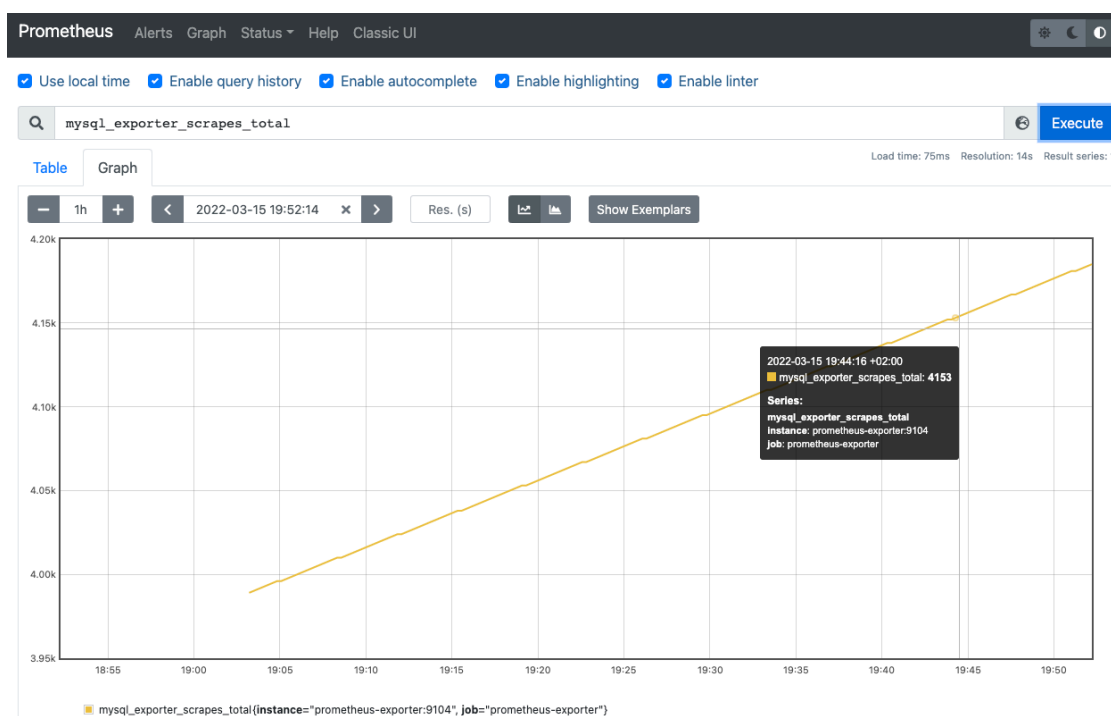 Prometheus Alerts Graph Status Help Classic UI
Use local time Enable query history Enable autocomplete Enable highlighting Enable linter
mysql_exporter_scrapes_total Execute
Load time: 75ms Resolution: 14s Result series:
Table Graph
− 1h + < 2022-03-15 19:52:14 × > Res. (s) Show Exemplars
4.20k
4.15k
2022-03-15 19:44:16 +02:00
mysql_exporter_scrapes_total: 4153
Series:
mysql_exporter_scrapes_total
instance: prometheus-exporter:9104
job: prometheus-exporter
4.10k
4.05k
4.00k
3.95k
18:55 19:00 19:05 19:10 19:15 19:20 19:25 19:30 19:35 19:40 19:45 19:50
mysql_exporter_scrapes_total{instance="prometheus-exporter:9104", job="prometheus-exporter"}